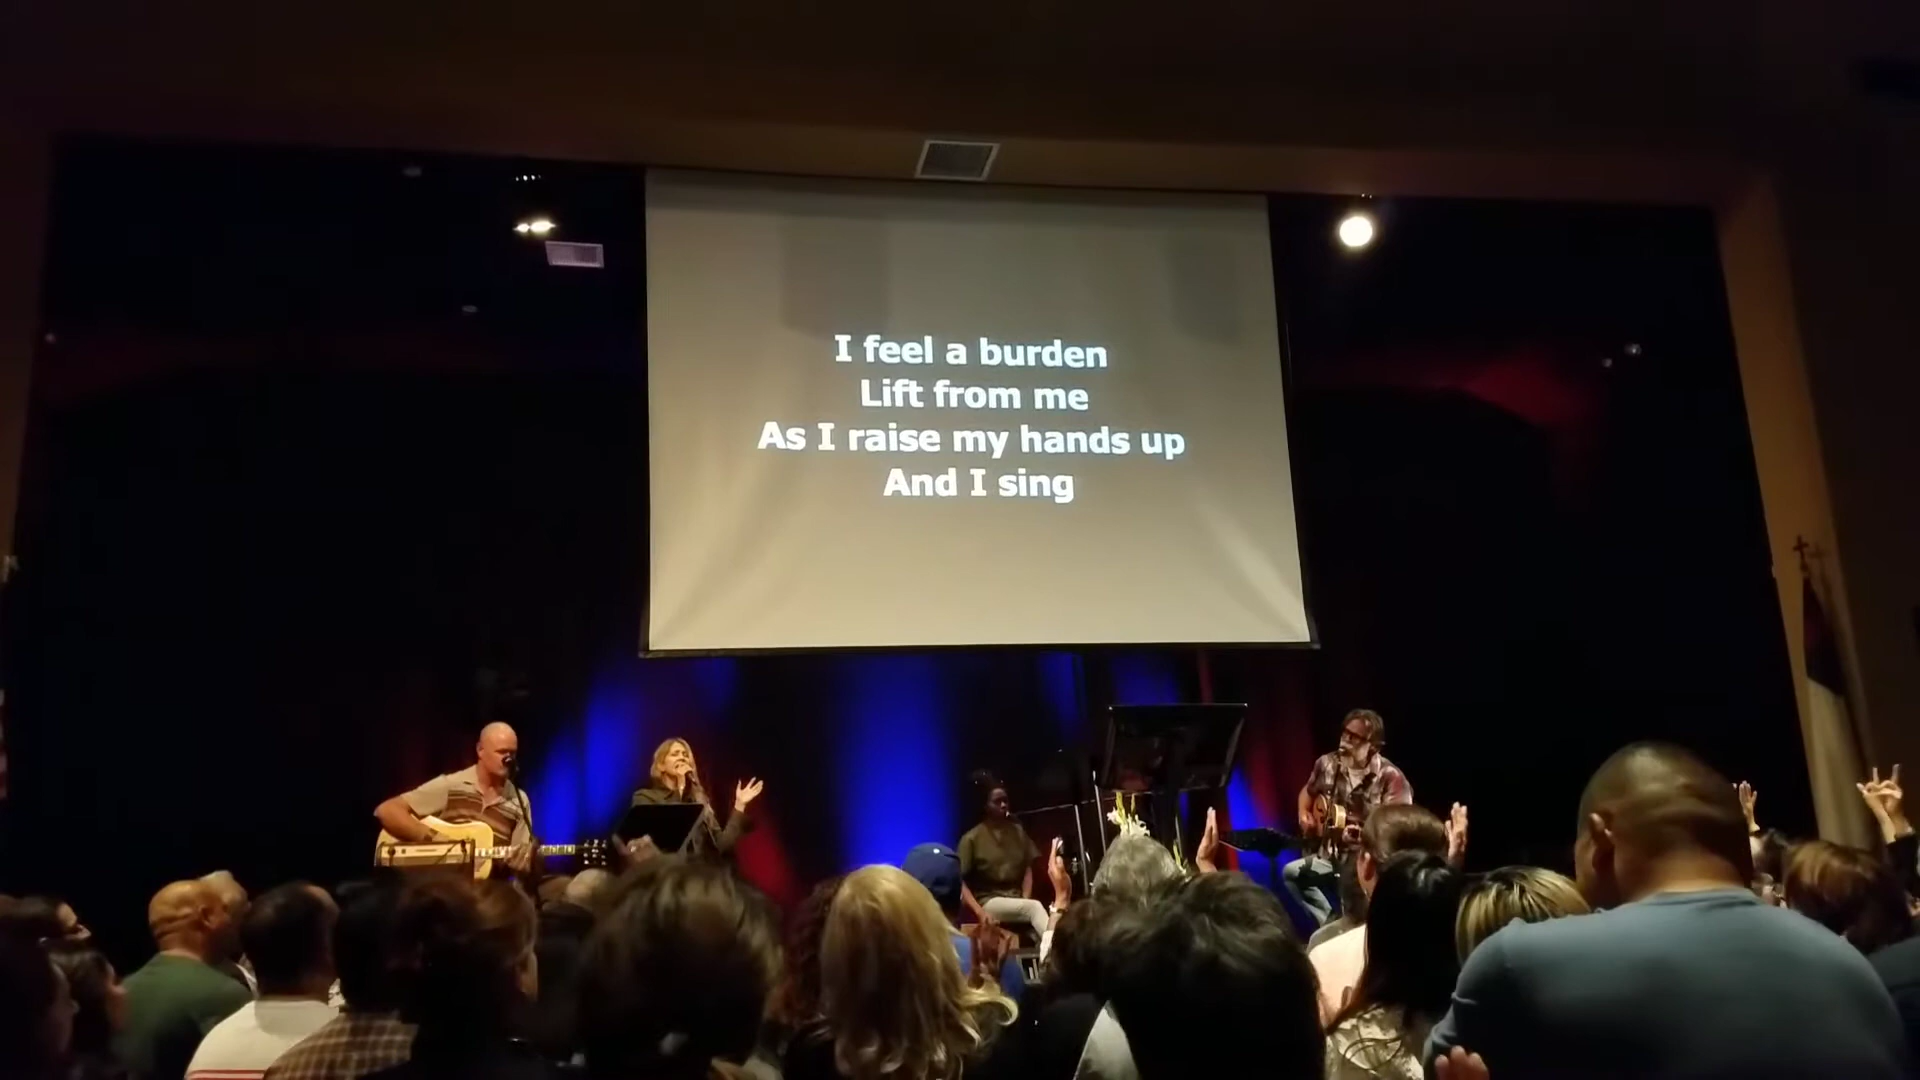 I feel a burden
Lift from me
As I raise my hands up
And I sing